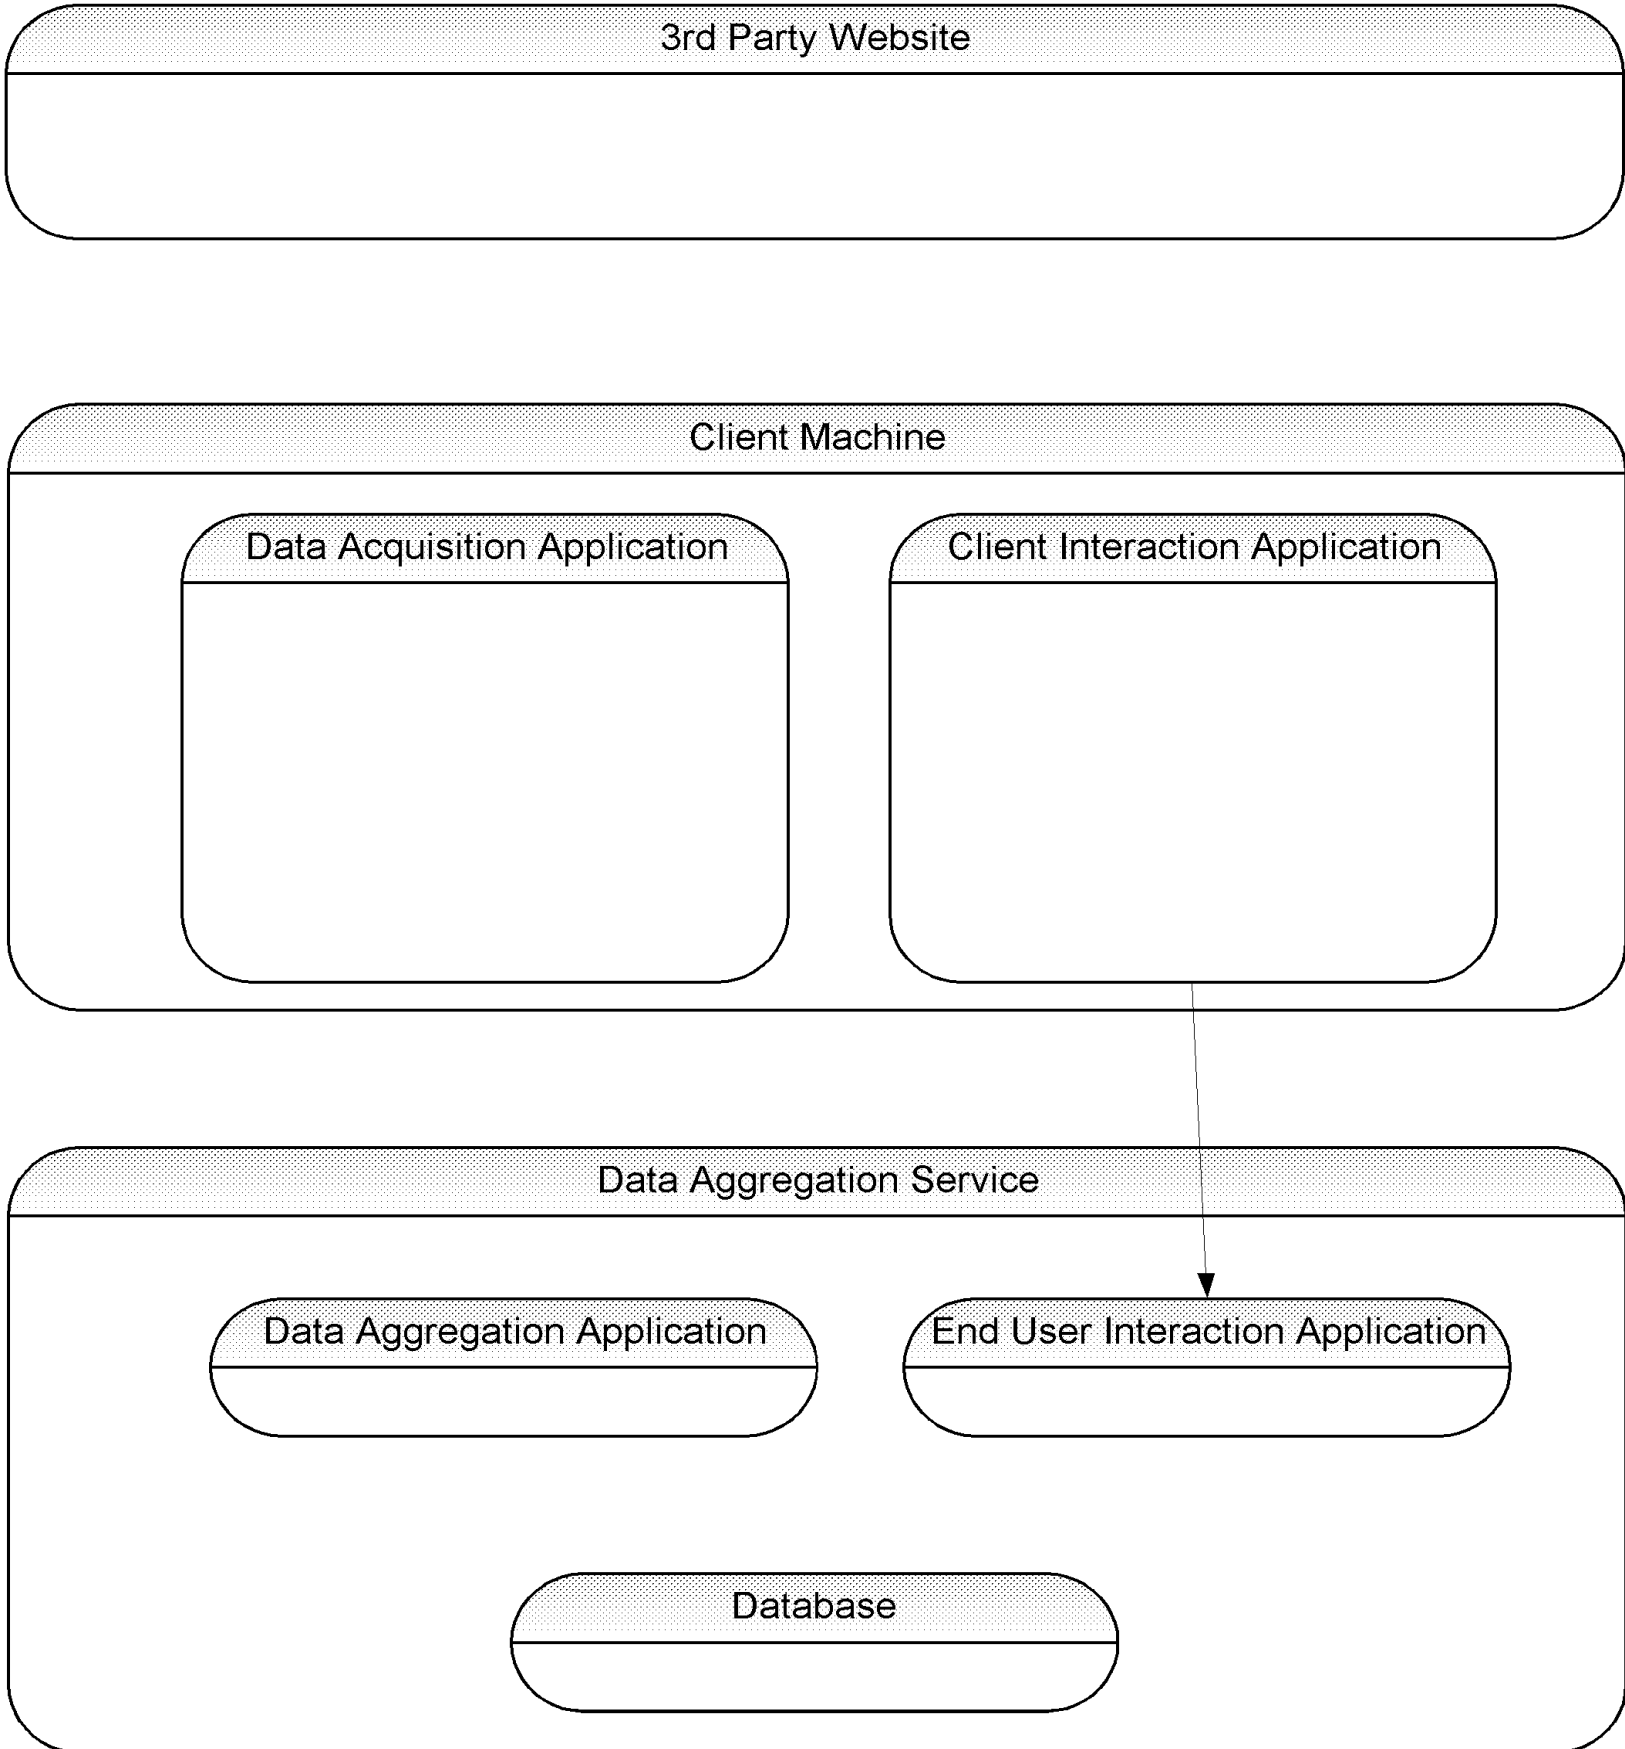 3rd Party Website
Client Machine
Data Acquisition Application
Client Interaction Application
Data Aggregation Service
Data Aggregation Application
End User Interaction Application
Database